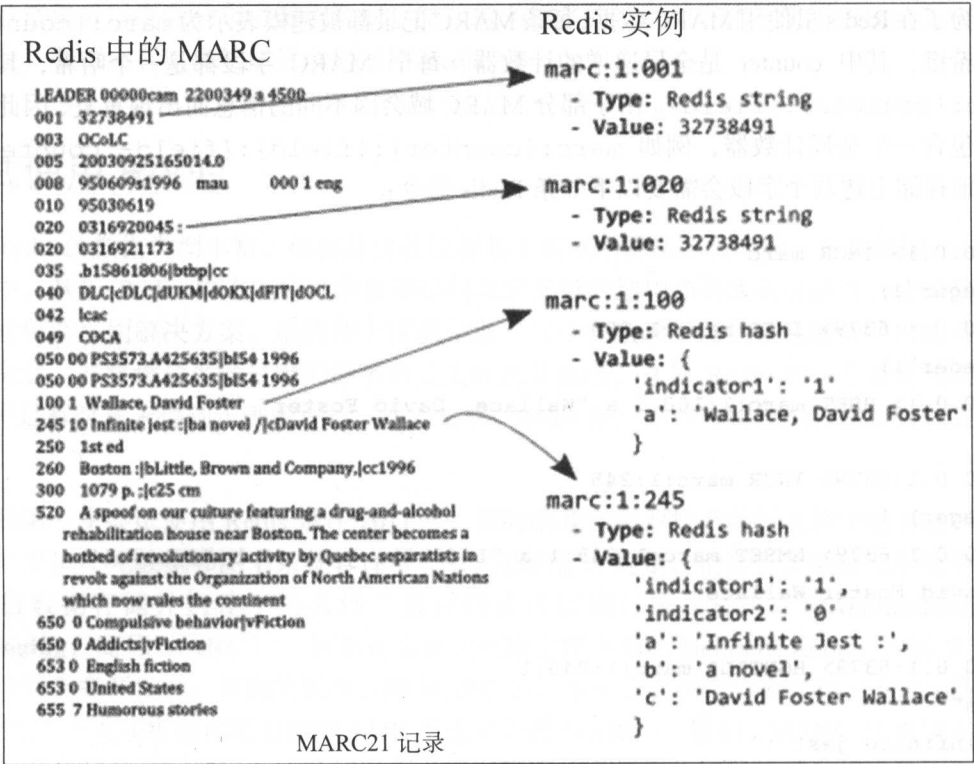 Redis 中的 MARC
LEADER 00000cam 2200349 a 4500
001 32738491
003 OCoLC
005 20030925165014.0
008 950609s1996 mau 000 1 eng
010 95030619
020 0316920045 :
020 0316921173
035 .b15861806|btbp|cc
040 DLC|cDLC|dUKM|dOKX|dFIT|dOCL
042 lcac
049 COCA
050 00 PS3573.A425635|bI54 1996
050 00 PS3573.A425635|bI54 1996
100 1 Wallace, David Foster
245 10 Infinite jest :|ba novel /|cDavid Foster Wallace
250 1st ed
260 Boston :|bLittle, Brown and Company,|cc1996
300 1079 p. ;|c25 cm
520 A spoof on our culture featuring a drug-and-alcohol
rehabilitation house near Boston. The center becomes a
hotbed of revolutionary activity by Quebec separatists in
revolt against the Organization of North American Nations
which now rules the continent
650 0 Compulsive behavior|vFiction
650 0 Addicts|vFiction
653 0 English fiction
653 0 United States
655 7 Humorous stories
MARC21 记录
Redis 实例
marc:1:001
- Type: Redis string
- Value: 32738491
marc:1:020
- Type: Redis string
- Value: 32738491
marc:1:100
- Type: Redis hash
- Value: {
'indicator1': '1'
'a': 'Wallace, David Foster'
}
marc:1:245
- Type: Redis hash
- Value: {
'indicator1': '1',
'indicator2': '0'
'a': 'Infinite Jest :',
'b': 'a novel',
'c': 'David Foster Wallace'
}